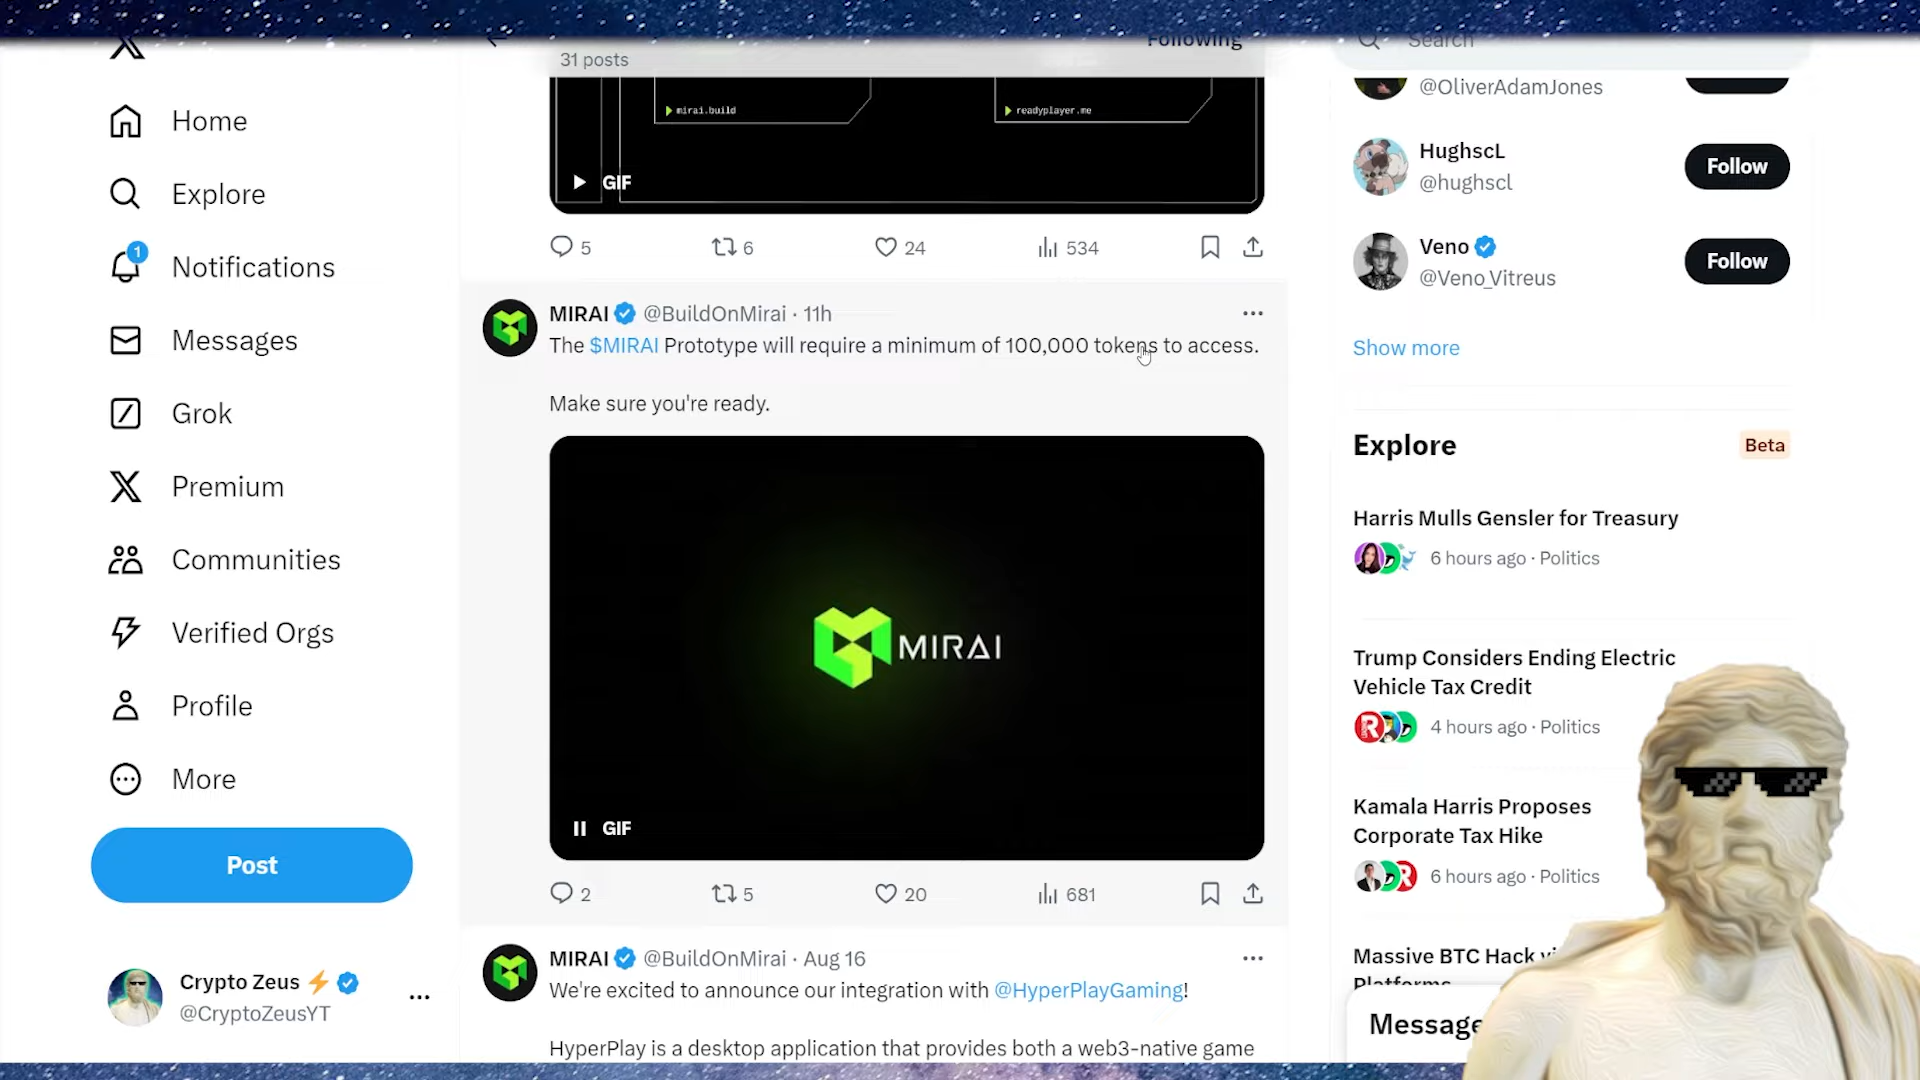 Following
Search
31 posts
mirai.build
readyplayer.me
GIF
5
6
24
534
Home
Explore
Notifications
1
Messages
Grok
Premium
Communities
Verified Orgs
Profile
More
Post
Crypto Zeus
@CryptoZeusYT
MIRAI @BuildOnMirai · 11h
The $MIRAI Prototype will require a minimum of 100,000 tokens to access.
Make sure you're ready.
MIRAI
GIF
2
5
20
681
MIRAI @BuildOnMirai · Aug 16
We're excited to announce our integration with @HyperPlayGaming!
HyperPlay is a desktop application that provides both a web3-native game
@OliverAdamJones
HughscL
@hughscl
Follow
Veno
@Veno_Vitreus
Follow
Show more
Explore
Beta
Harris Mulls Gensler for Treasury
6 hours ago · Politics
Trump Considers Ending Electric
Vehicle Tax Credit
4 hours ago · Politics
Kamala Harris Proposes
Corporate Tax Hike
6 hours ago · Politics
Massive BTC Hack
Platforms
Message